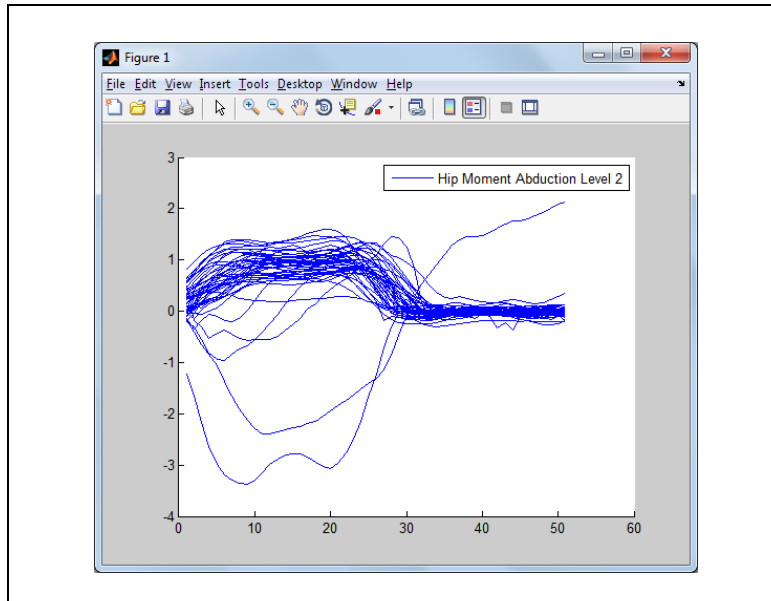 Figure 1
File Edit View Insert Tools Desktop Window Help
Hip Moment Abduction Level 2
3
2
1
0
-1
-2
-3
-4
0 10 20 30 40 50 60